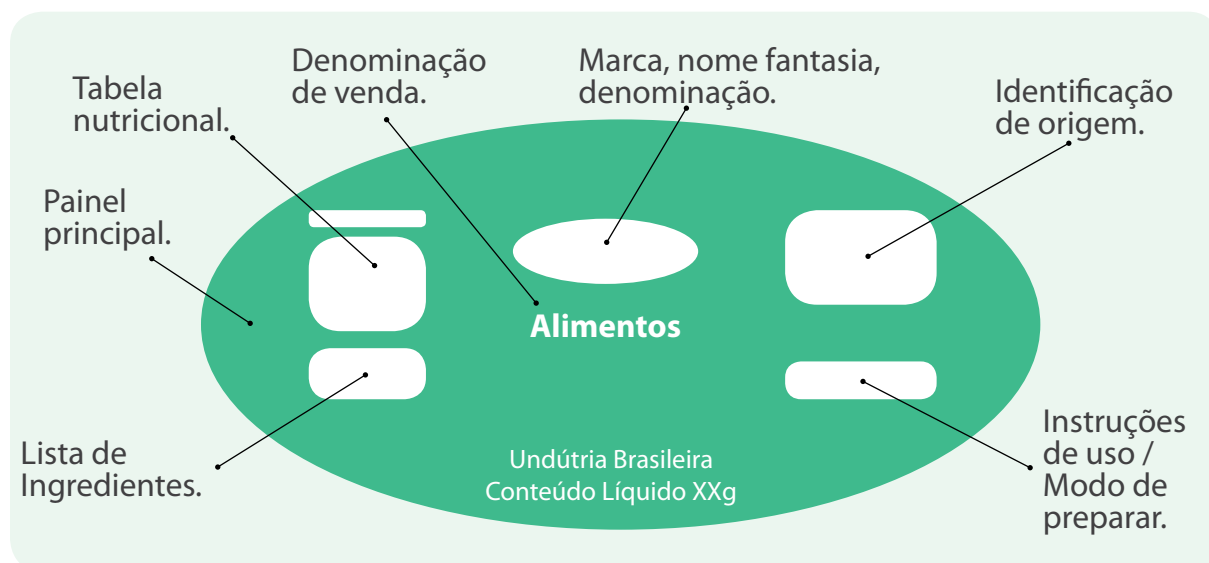 Denominação
de venda.
Marca, nome fantasia,
denominação.
Tabela
nutricional.
Identificação
de origem.
Painel
principal.
Alimentos
Lista de
Ingredientes.
Undútria Brasileira
Conteúdo Líquido XXg
Instruções
de uso /
Modo de
preparar.